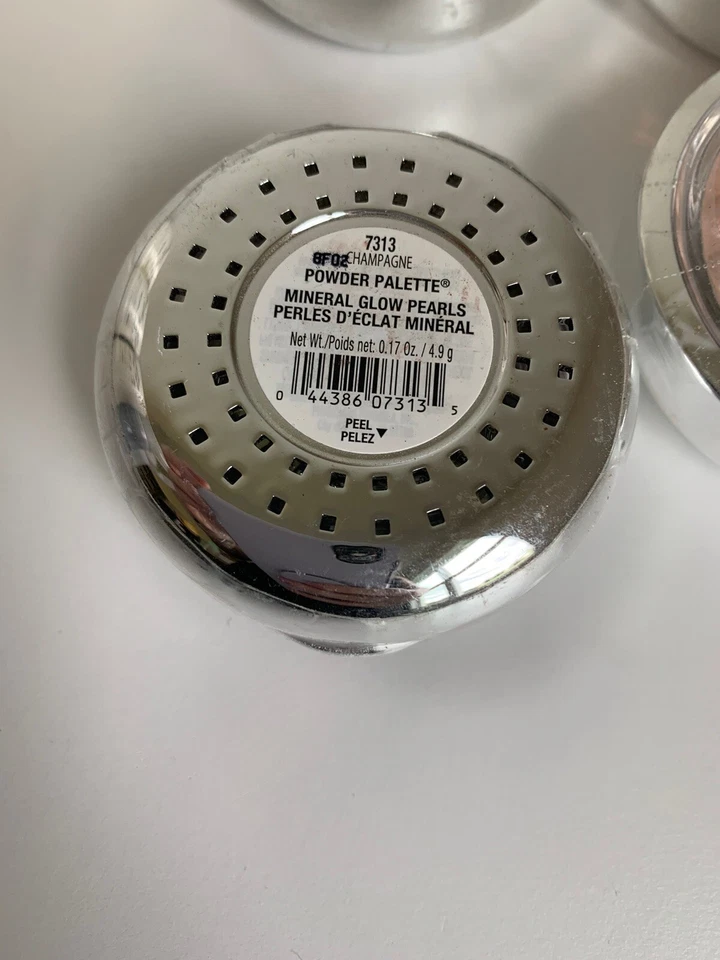 7313
8F02 CHAMPAGNE
POWDER PALETTE®
MINERAL GLOW PEARLS
PERLES D'ÉCLAT MINÉRAL
Net Wt./Poids net: 0.17 Oz. / 4.9 g
0 44386 07313 5
PEEL
PELEZ